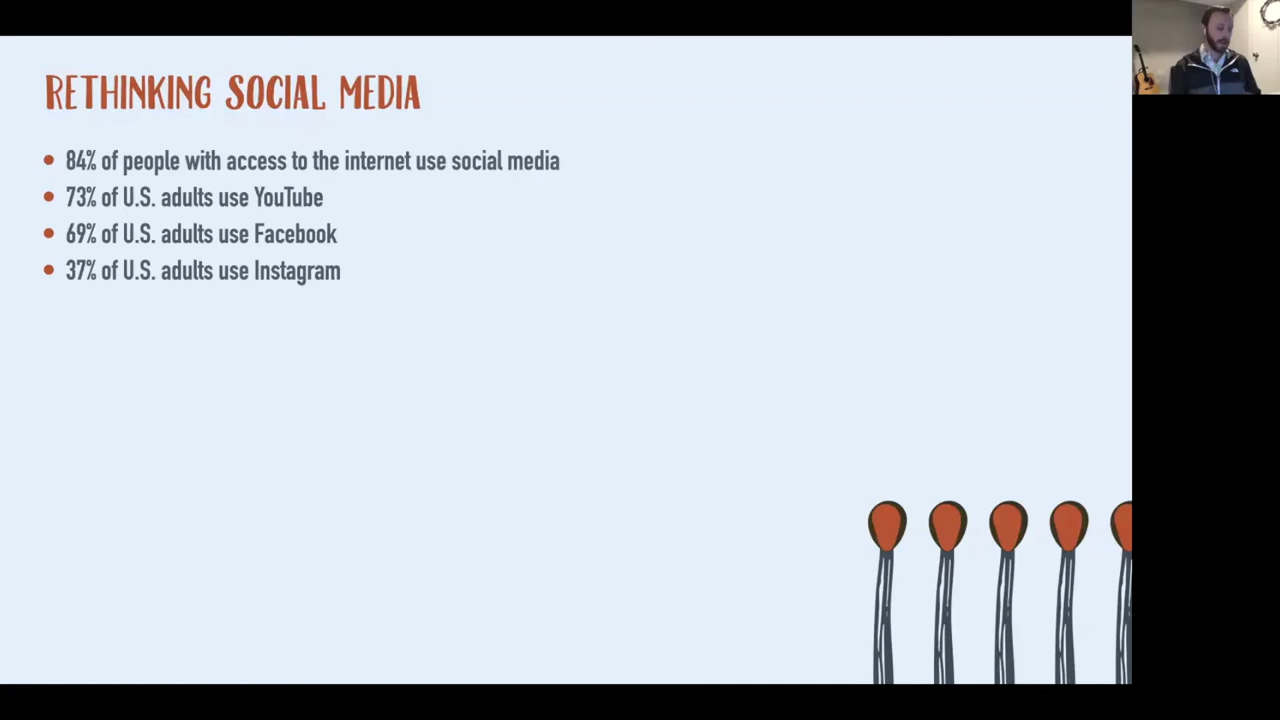 RETHINKING SOCIAL MEDIA
• 84% of people with access to the internet use social media
• 73% of U.S. adults use YouTube
• 69% of U.S. adults use Facebook
• 37% of U.S. adults use Instagram